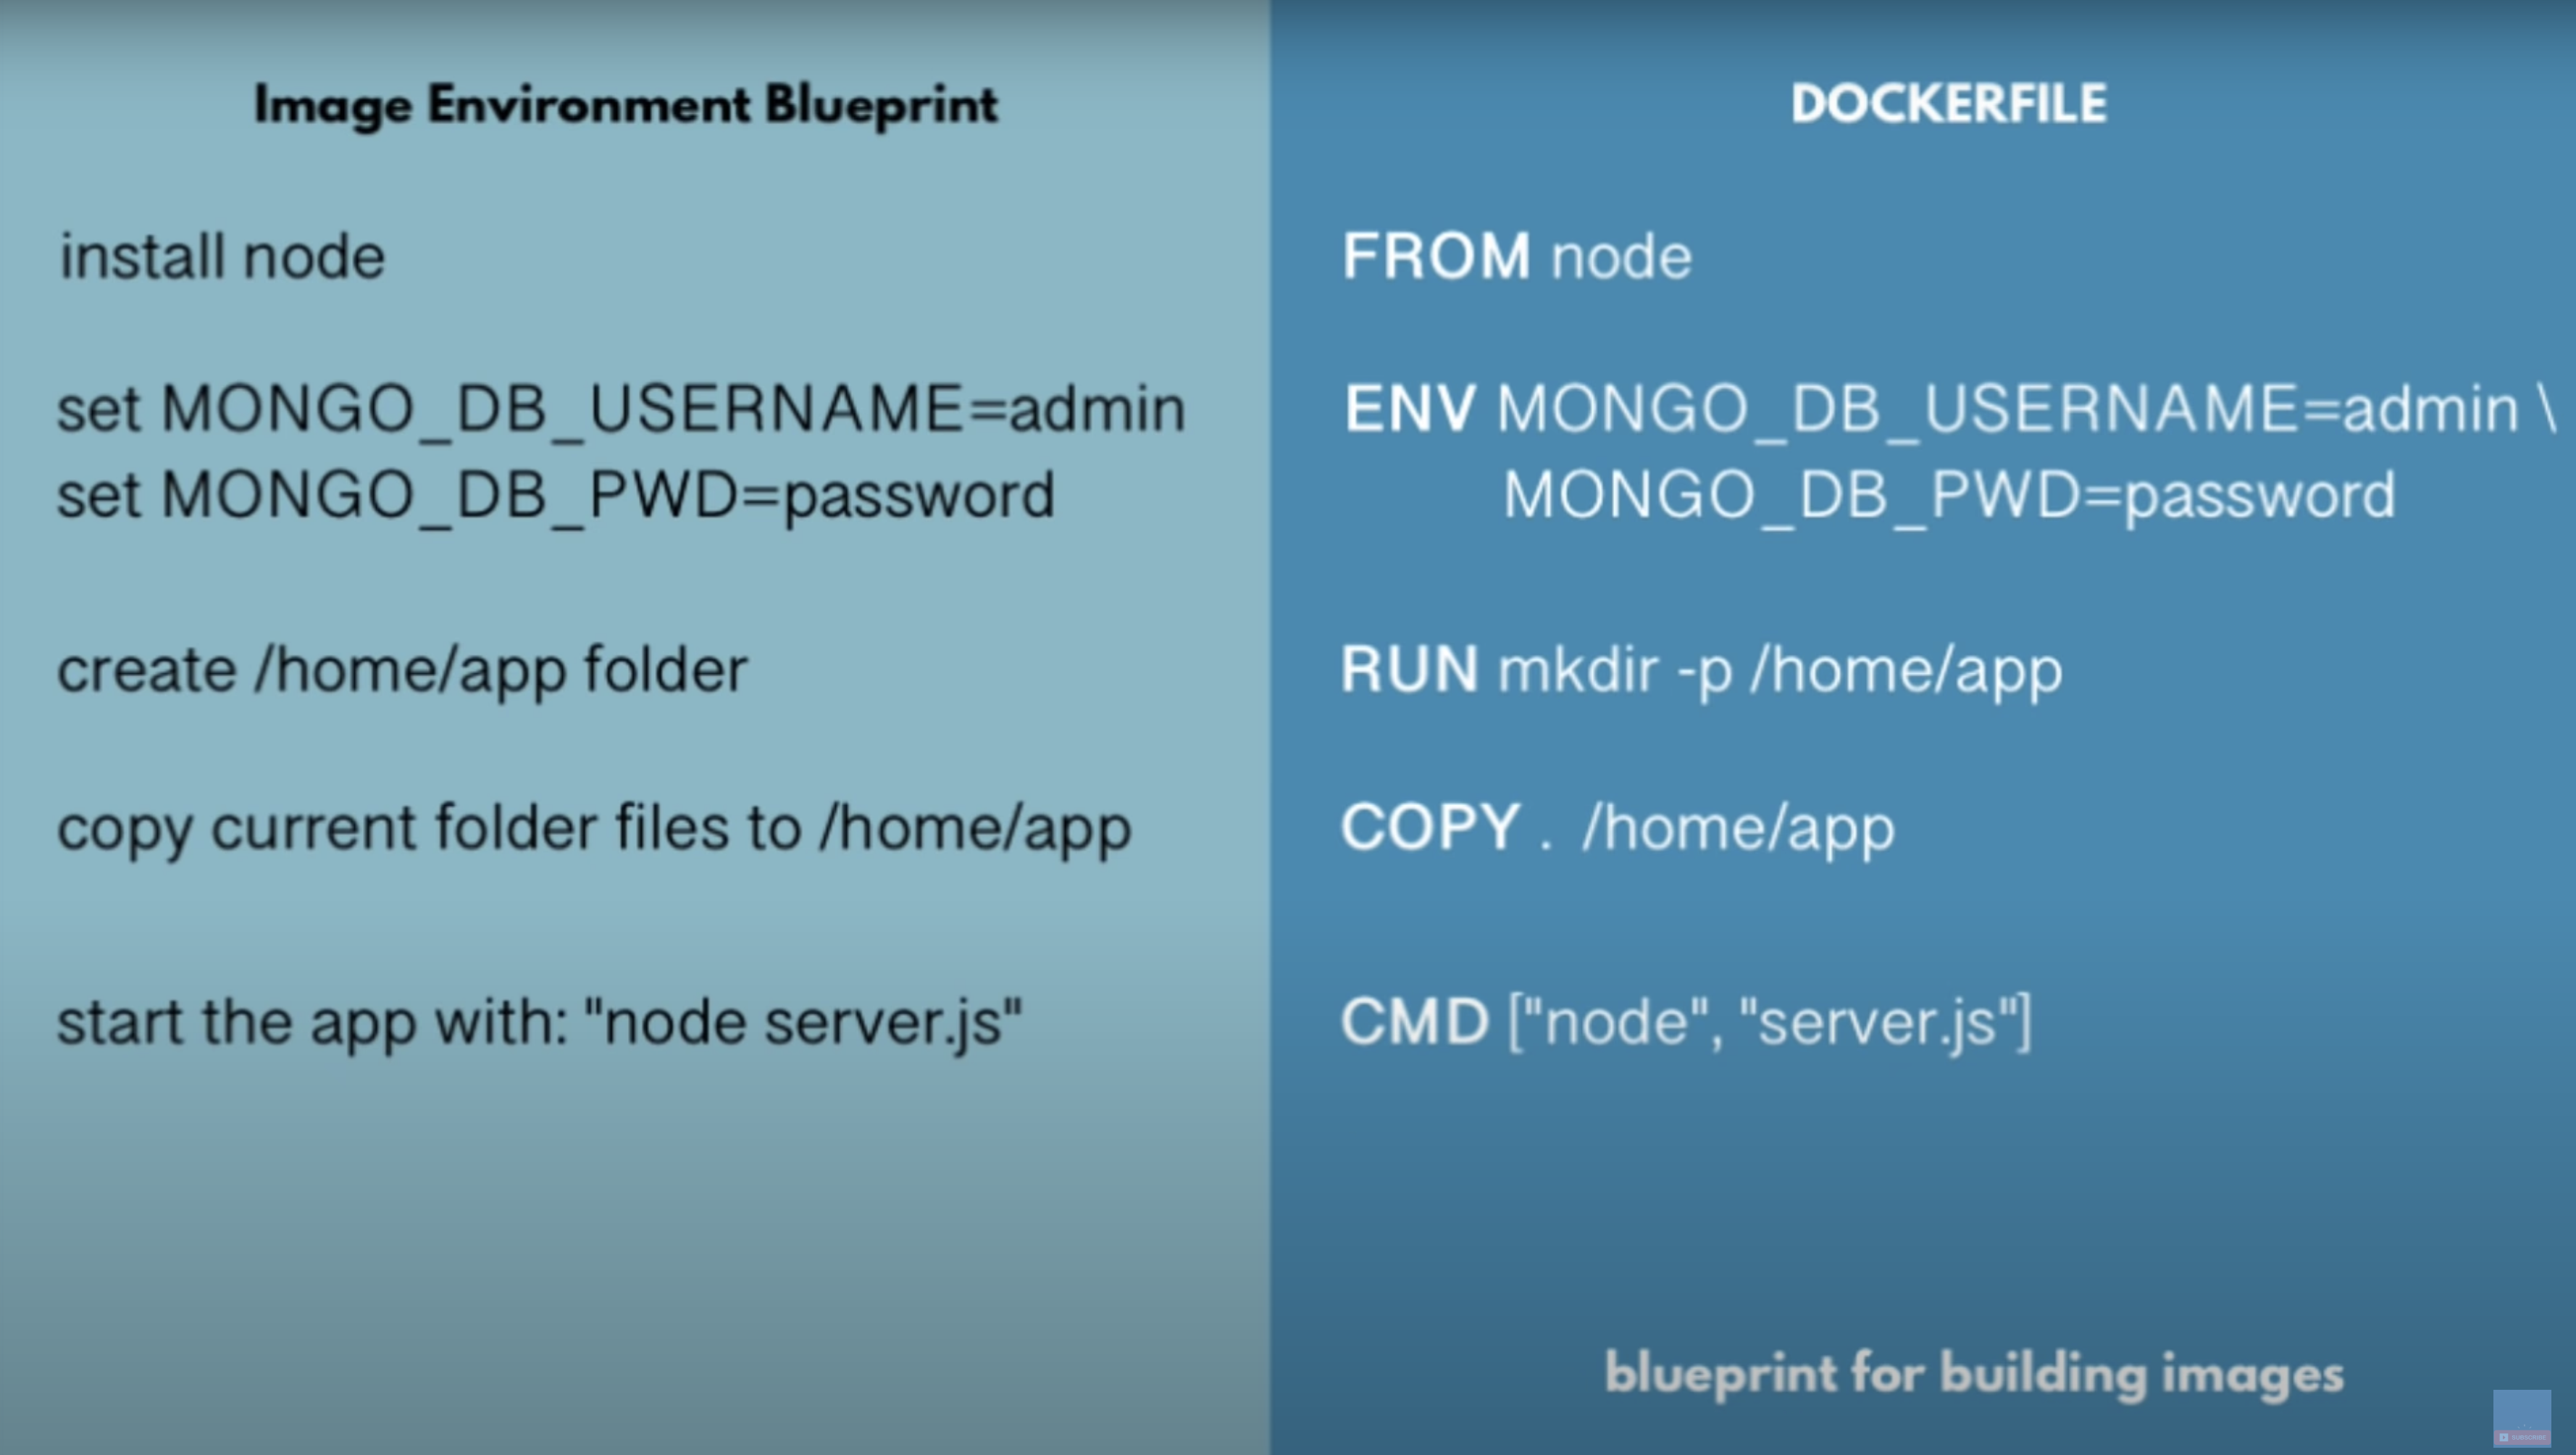 Image Environment Blueprint
install node
set MONGO_DB_USERNAME=admin
set MONGO_DB_PWD=password
create /home/app folder
copy current folder files to /home/app
start the app with: "node server.js"
DOCKERFILE
FROM node
ENV MONGO_DB_USERNAME=admin \
MONGO_DB_PWD=password
RUN mkdir -p /home/app
COPY . /home/app
CMD ["node", "server.js"]
blueprint for building images
SUBSCRIBE